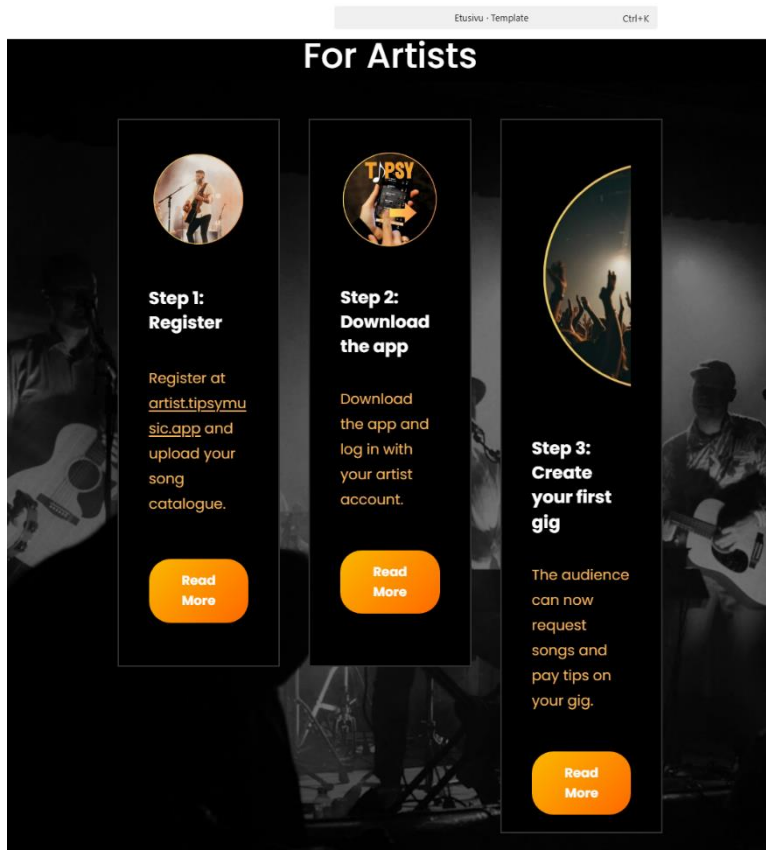 Etusivu · Template Ctrl+K
For Artists
TIPSY
Step 1:
Register
Register at
artist.tipsymu
sic.app and
upload your
song
catalogue.
Read
More
Step 2:
Download
the app
Download
the app and
log in with
your artist
account.
Read
More
Step 3:
Create
your first
gig
The audience
can now
request
songs and
pay tips on
your gig.
Read
More